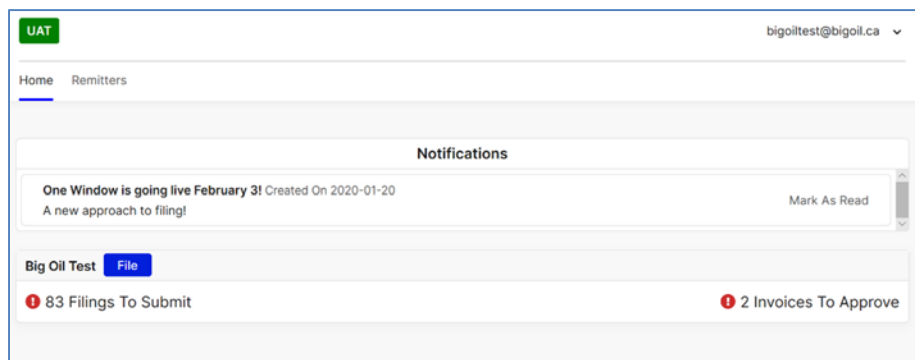 UAT
bigoiltest@bigoil.ca
Home Remitters
Notifications
One Window is going live February 3! Created On 2020-01-20
A new approach to filing!
Mark As Read
Big Oil Test File
83 Filings To Submit
2 Invoices To Approve